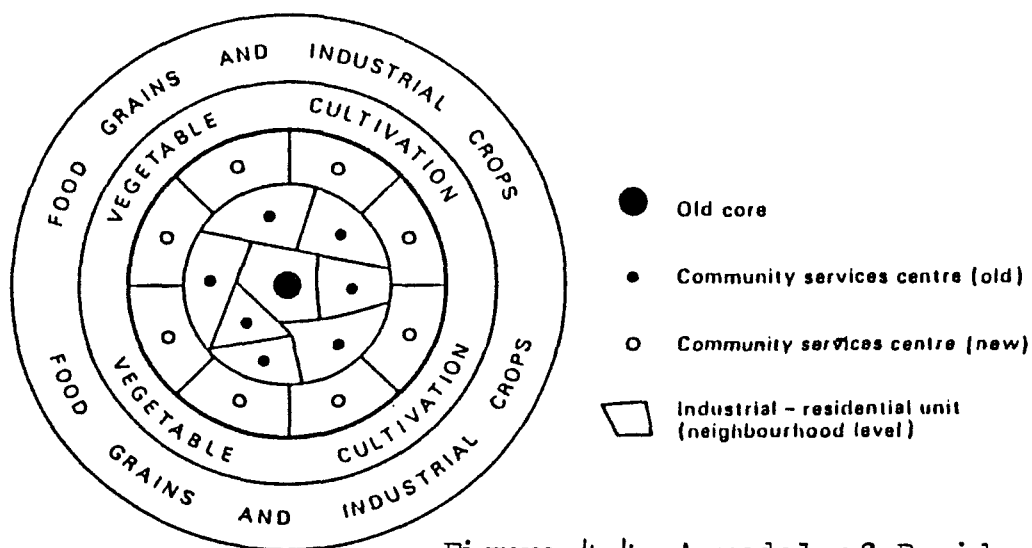 FOOD GRAINS AND INDUSTRIAL CROPS
VEGETABLE CULTIVATION
VEGETABLE CULTIVATION
FOOD GRAINS AND INDUSTRIAL CROPS
Old core
Community services centre (old)
Community services centre (new)
Industrial - residential unit
(neighbourhood level)